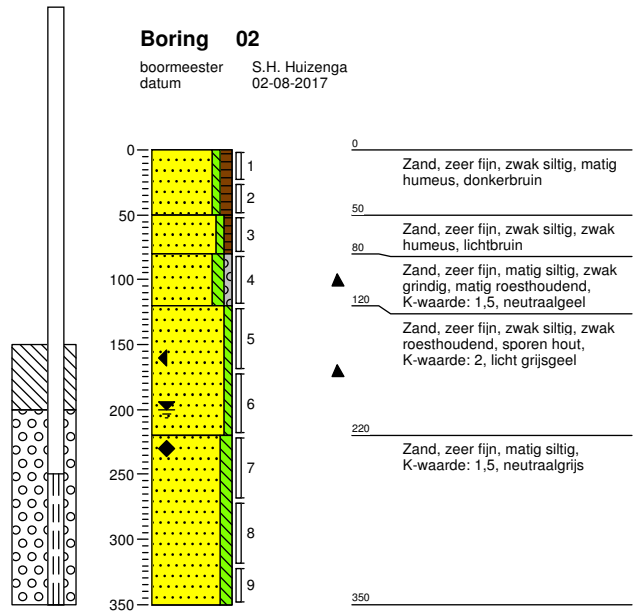 Boring 02
boormeester S.H. Huizenga
datum 02-08-2017
0
50
100
150
200
250
300
350
1
2
3
4
5
6
7
8
9
0
Zand, zeer fijn, zwak siltig, matig
humeus, donkerbruin
50
Zand, zeer fijn, zwak siltig, zwak
humeus, lichtbruin
80
Zand, zeer fijn, matig siltig, zwak
grindig, matig roesthoudend,
K-waarde: 1,5, neutraalgeel
120
Zand, zeer fijn, zwak siltig, zwak
roesthoudend, sporen hout,
K-waarde: 2, licht grijsgeel
220
Zand, zeer fijn, matig siltig,
K-waarde: 1,5, neutraalgrijs
350